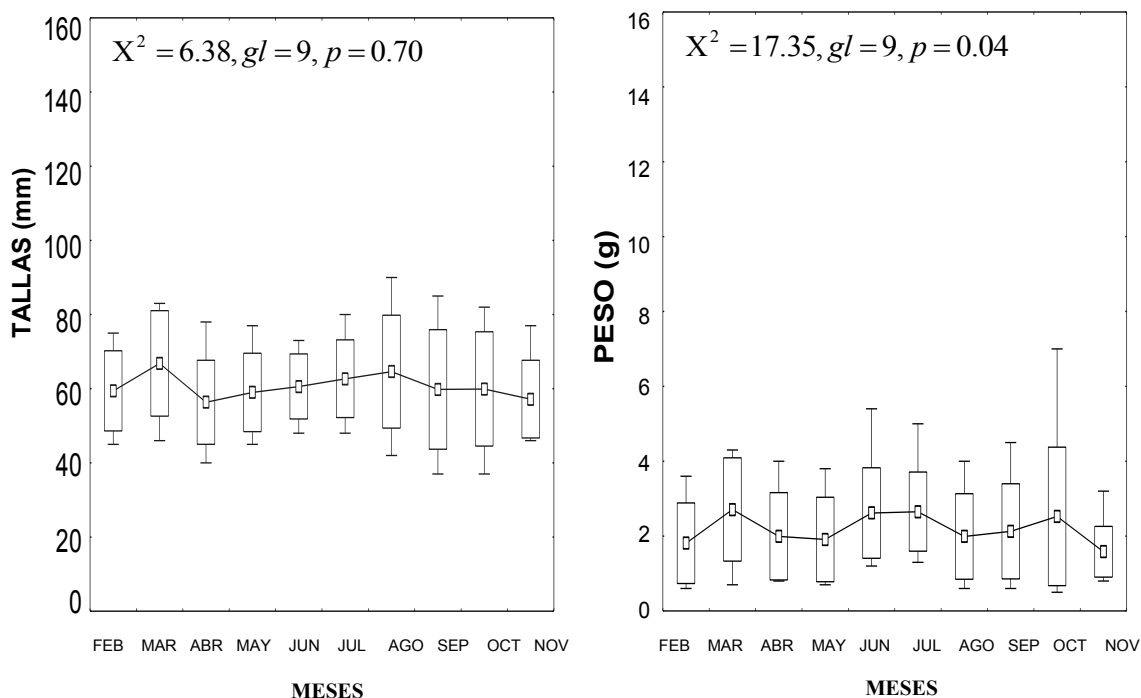 X² = 6.38, gl = 9, p = 0.70
TALLAS (mm)
160
140
120
100
80
60
40
20
0
FEB MAR ABR MAY JUN JUL AGO SEP OCT NOV
MESES
X² = 17.35, gl = 9, p = 0.04
PESO (g)
16
14
12
10
8
6
4
2
0
FEB MAR ABR MAY JUN JUL AGO SEP OCT NOV
MESES